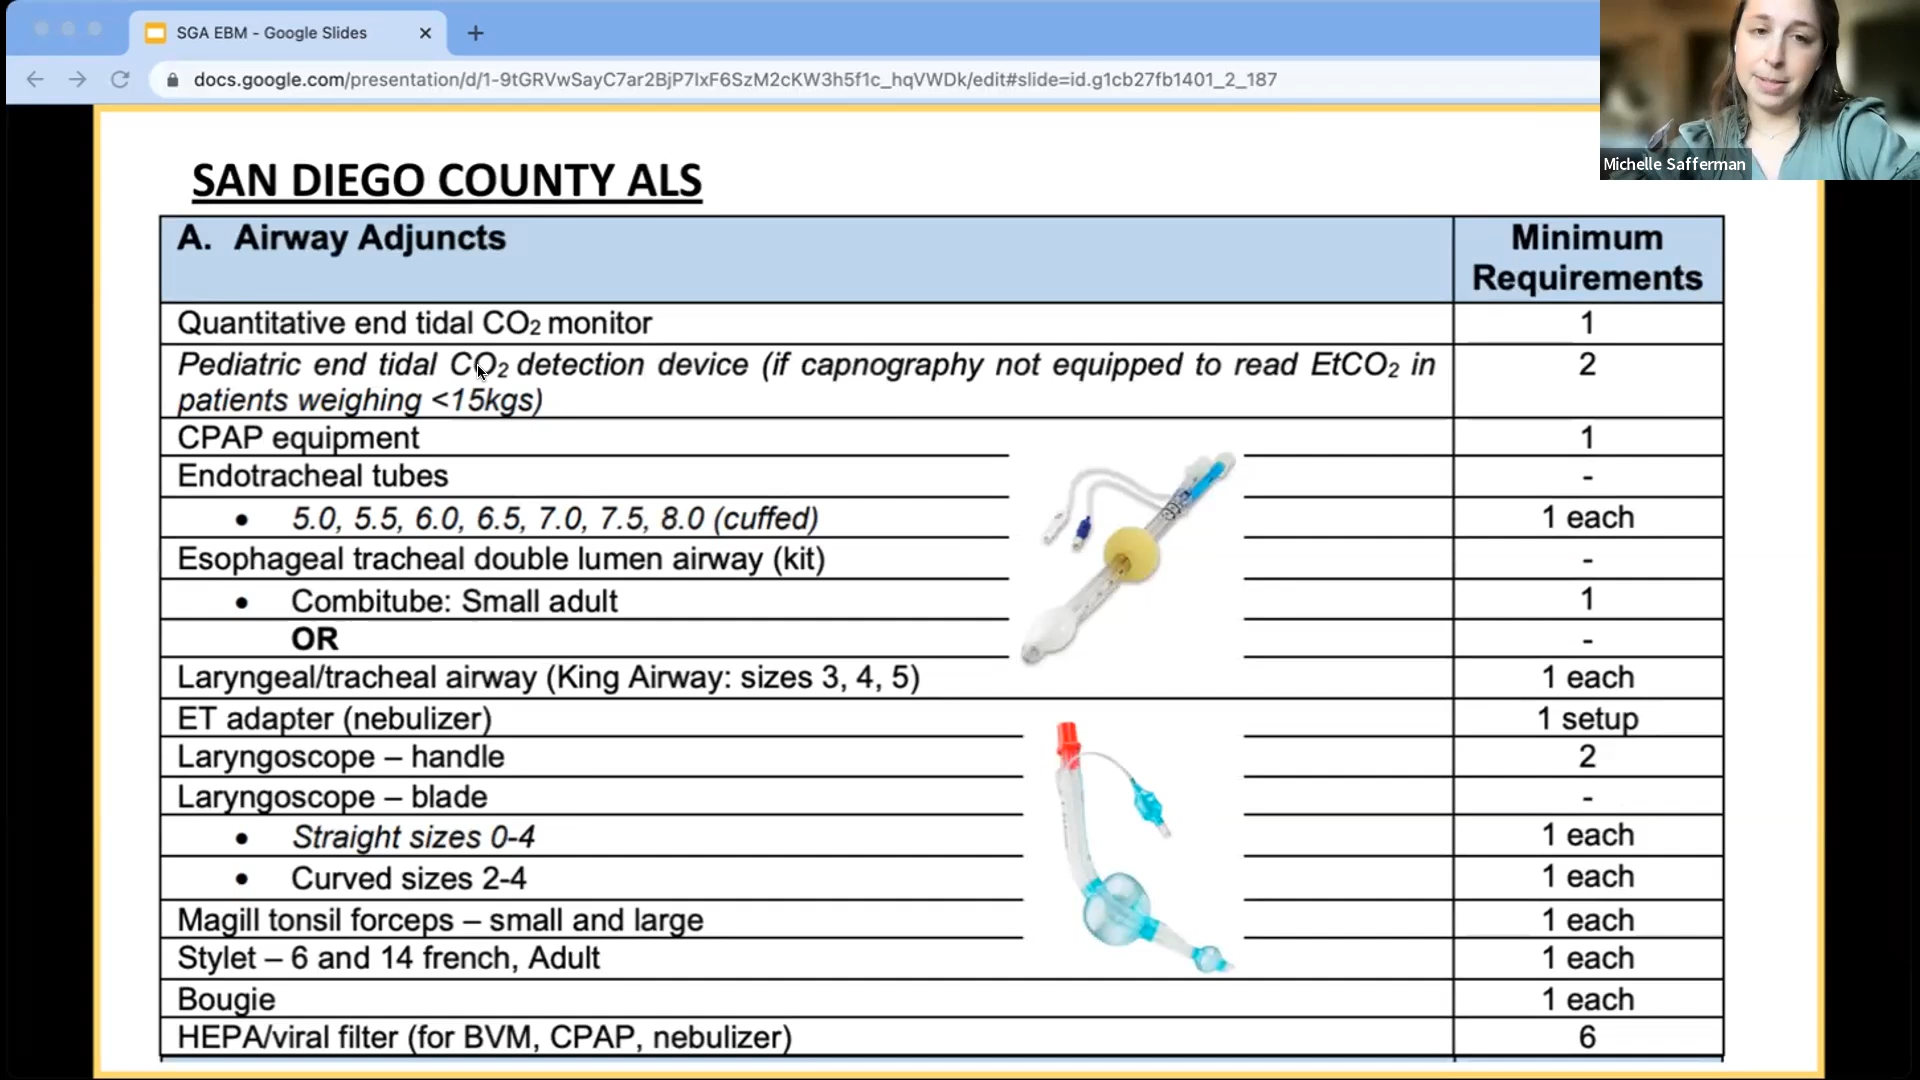 SGA EBM - Google Slides
docs.google.com/presentation/d/1-9tGRVwSayC7ar2BjP7IxF6SzM2cKW3h5f1c_hqVWDk/edit#slide=id.g1cb27fb1401_2_187
Michelle Safferman
SAN DIEGO COUNTY ALS
A. Airway Adjuncts
Minimum
Requirements
Quantitative end tidal CO₂ monitor 1
Pediatric end tidal CO₂ detection device (if capnography not equipped to read EtCO₂ in 2
patients weighing <15kgs)
CPAP equipment 1
Endotracheal tubes -
• 5.0, 5.5, 6.0, 6.5, 7.0, 7.5, 8.0 (cuffed) 1 each
Esophageal tracheal double lumen airway (kit) -
• Combitube: Small adult 1
OR -
Laryngeal/tracheal airway (King Airway: sizes 3, 4, 5) 1 each
ET adapter (nebulizer) 1 setup
Laryngoscope – handle 2
Laryngoscope – blade -
• Straight sizes 0-4 1 each
• Curved sizes 2-4 1 each
Magill tonsil forceps – small and large 1 each
Stylet – 6 and 14 french, Adult 1 each
Bougie 1 each
HEPA/viral filter (for BVM, CPAP, nebulizer) 6